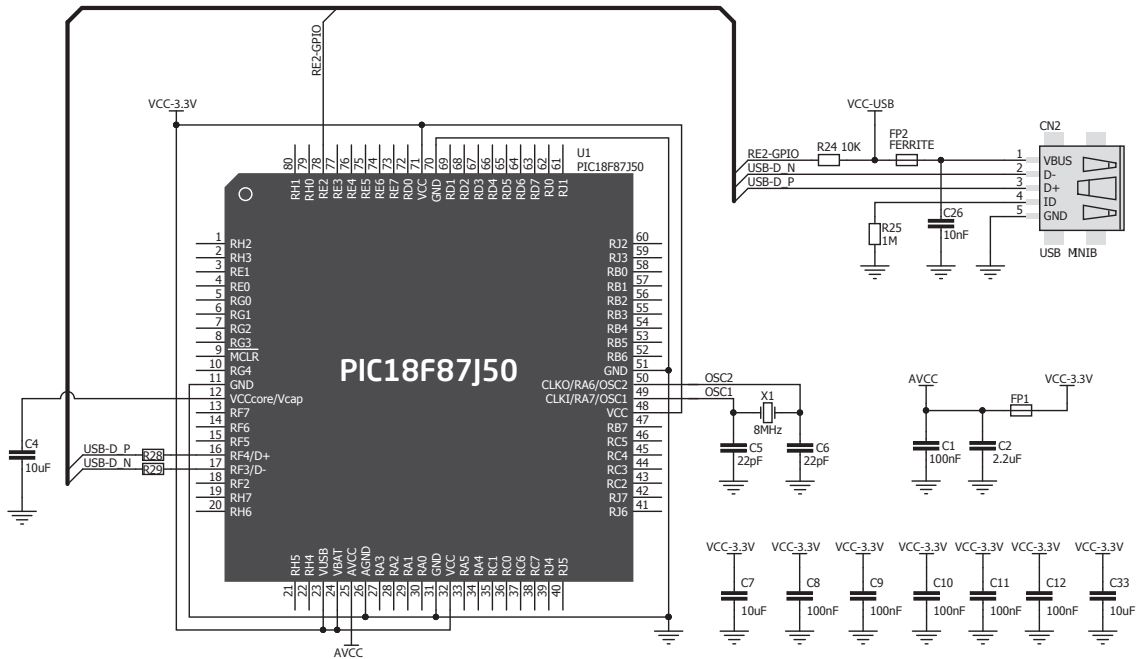 RE2-GPIO
VCC-3.3V
80
79
78
77
76
75
74
73
72
71
70
69
68
67
66
65
64
63
62
61
RH1
RH0
RE2
RE3
RE4
RE5
RE6
RE7
RD0
VCC
GND
RD1
RD2
RD3
RD4
RD5
RD6
RD7
RJ0
RJ1
U1
PIC18F87J50
1 RH2
2 RH3
3 RE1
4 RE0
5 RG0
6 RG1
7 RG2
8 RG3
9 MCLR
10 RG4
11 GND
12 VCCcore/Vcap
13 RF7
14 RF6
15 RF5
16 RF4/D+
17 RF3/D-
18 RF2
19 RH7
20 RH6
PIC18F87J50
RJ2 60
RJ3 59
RB0 58
RB1 57
RB2 56
RB3 55
RB4 54
RB5 53
RB6 52
GND 51
CLKO/RA6/OSC2 50
CLKI/RA7/OSC1 49
VCC 48
RB7 47
RC5 46
RC4 45
RC3 44
RC2 43
RJ7 42
RJ6 41
RH5
RH4
VUSB
VBAT
AVCC
AGND
RA3
RA2
RA1
RA0
GND
VCC
RA5
RA4
RC1
RC0
RC6
RC7
RJ4
RJ5
21
22
23
24
25
26
27
28
29
30
31
32
33
34
35
36
37
38
39
40
AVCC
C4
10uF
USB-D_P
R28
USB-D_N
R29
VCC-USB
RE2-GPIO
R24 10K
FP2
FERRITE
USB-D_N
USB-D_P
CN2
1 VBUS
2 D-
3 D+
4 ID
5 GND
USB MINIB
R25
1M
C26
10nF
OSC2
OSC1
X1
8MHz
C5
22pF
C6
22pF
AVCC
FP1
VCC-3.3V
C1
100nF
C2
2.2uF
VCC-3.3V
VCC-3.3V
VCC-3.3V
VCC-3.3V
VCC-3.3V
VCC-3.3V
VCC-3.3V
C7
10uF
C8
100nF
C9
100nF
C10
100nF
C11
100nF
C12
100nF
C33
10uF